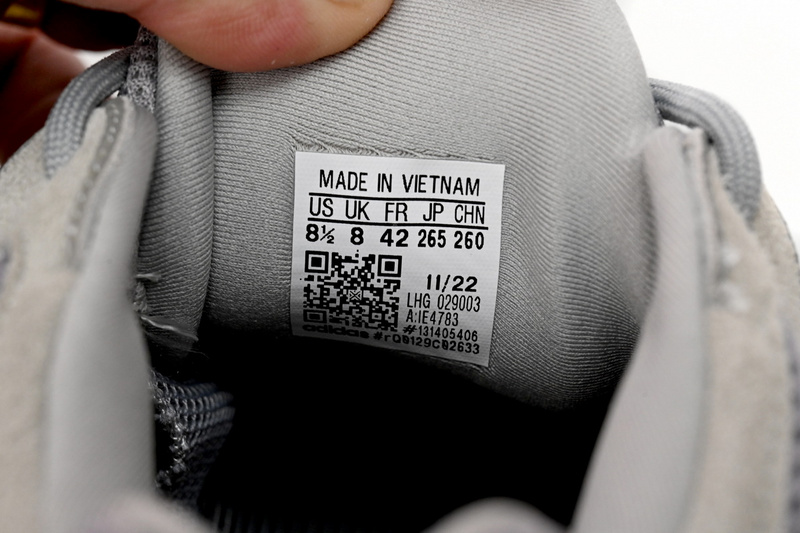 MADE IN VIETNAM
US UK FR JP CHN
8½ 8 42 265 260
11/22
LHG 029003
A:IE4783
adidas #131405406
#rQ0129C02633